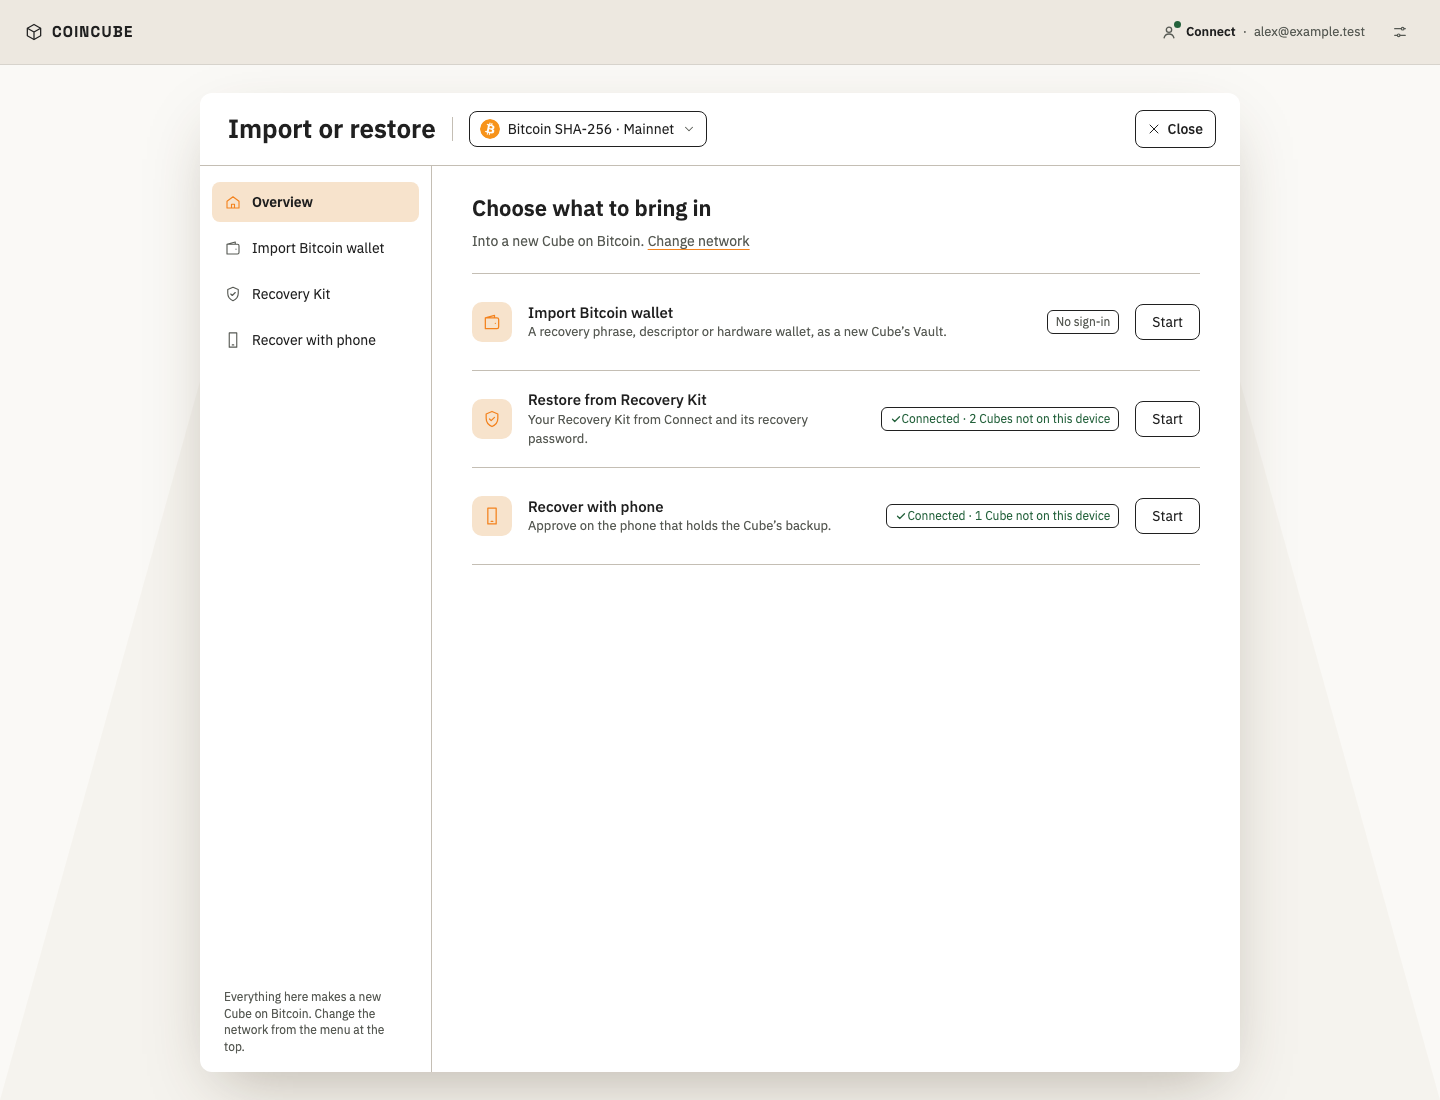 COINCUBE
Connect · alex@example.test
Import or restore
Bitcoin SHA-256 · Mainnet
Close
Overview
Import Bitcoin wallet
Recovery Kit
Recover with phone
Everything here makes a new
Cube on Bitcoin. Change the
network from the menu at the
top.
Choose what to bring in
Into a new Cube on Bitcoin. Change network
Import Bitcoin wallet
A recovery phrase, descriptor or hardware wallet, as a new Cube’s Vault.
No sign-in
Start
Restore from Recovery Kit
Your Recovery Kit from Connect and its recovery
password.
Connected · 2 Cubes not on this device
Start
Recover with phone
Approve on the phone that holds the Cube’s backup.
Connected · 1 Cube not on this device
Start